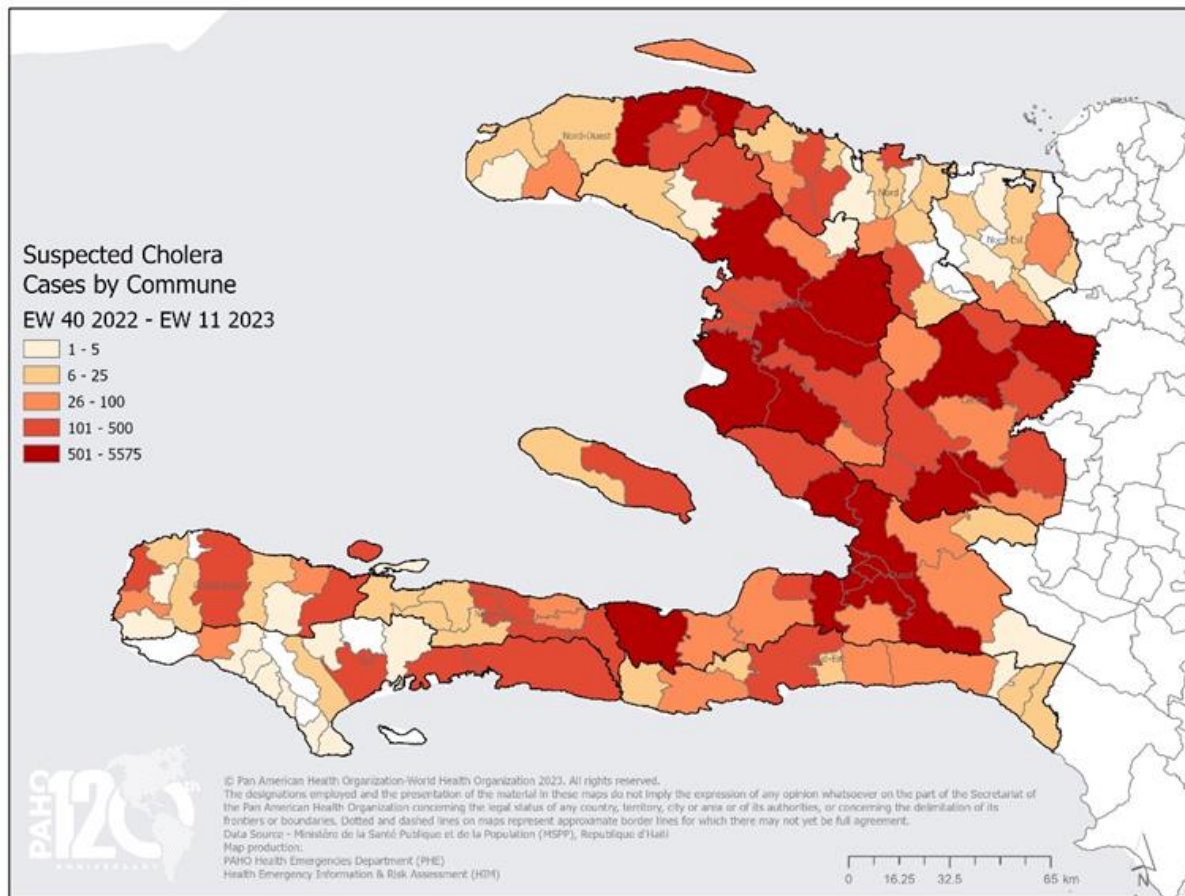 Nord-Ouest
Nord
Nord-Est
Suspected Cholera
Cases by Commune
EW 40 2022 - EW 11 2023
1 - 5
6 - 25
26 - 100
101 - 500
501 - 5575
PAHO
120th
ANNIVERSARY
© Pan American Health Organization-World Health Organization 2023. All rights reserved.
The designations employed and the presentation of the material in these maps do not imply the expression of any opinion whatsoever on the part of the Secretariat of
the Pan American Health Organization concerning the legal status of any country, territory, city or area or of its authorities, or concerning the delimitation of its
frontiers or boundaries. Dotted and dashed lines on maps represent approximate border lines for which there may not yet be full agreement.
Data Source - Ministère de la Santé Publique et de la Population (MSPP), Republique d'Haiti
Map production:
PAHO Health Emergencies Department (PHE)
Health Emergency Information & Risk Assessment (HIM)
0 16.25 32.5 65 km
N